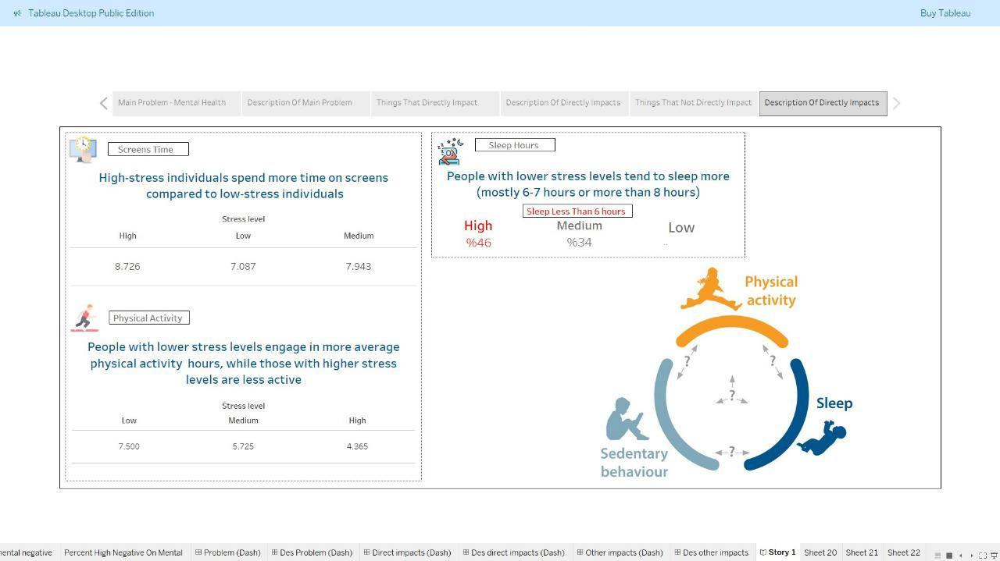 Tableau Desktop Public Edition
Buy Tableau
Main Problem - Mental Health
Description Of Main Problem
Things That Directly Impact
Description Of Directly Impacts
Things That Not Directly Impact
Description Of Directly Impacts
Screens Time
High-stress individuals spend more time on screens
compared to low-stress individuals
Stress level
High Low Medium
8.726 7.087 7.943
Physical Activity
People with lower stress levels engage in more average
physical activity hours, while those with higher stress
levels are less active
Stress level
Low Medium High
7.500 5.725 4.365
Sleep Hours
People with lower stress levels tend to sleep more
(mostly 6-7 hours or more than 8 hours)
Sleep Less Than 6 hours
High Medium Low
%46 %34
Physical
activity
? ?
?
Sleep
?
Sedentary
behaviour
ental negative
Percent High Negative On Mental
Problem (Dash)
Des Problem (Dash)
Direct impacts (Dash)
Des direct impacts (Dash)
Other impacts (Dash)
Des other impacts
Story 1
Sheet 20
Sheet 21
Sheet 22